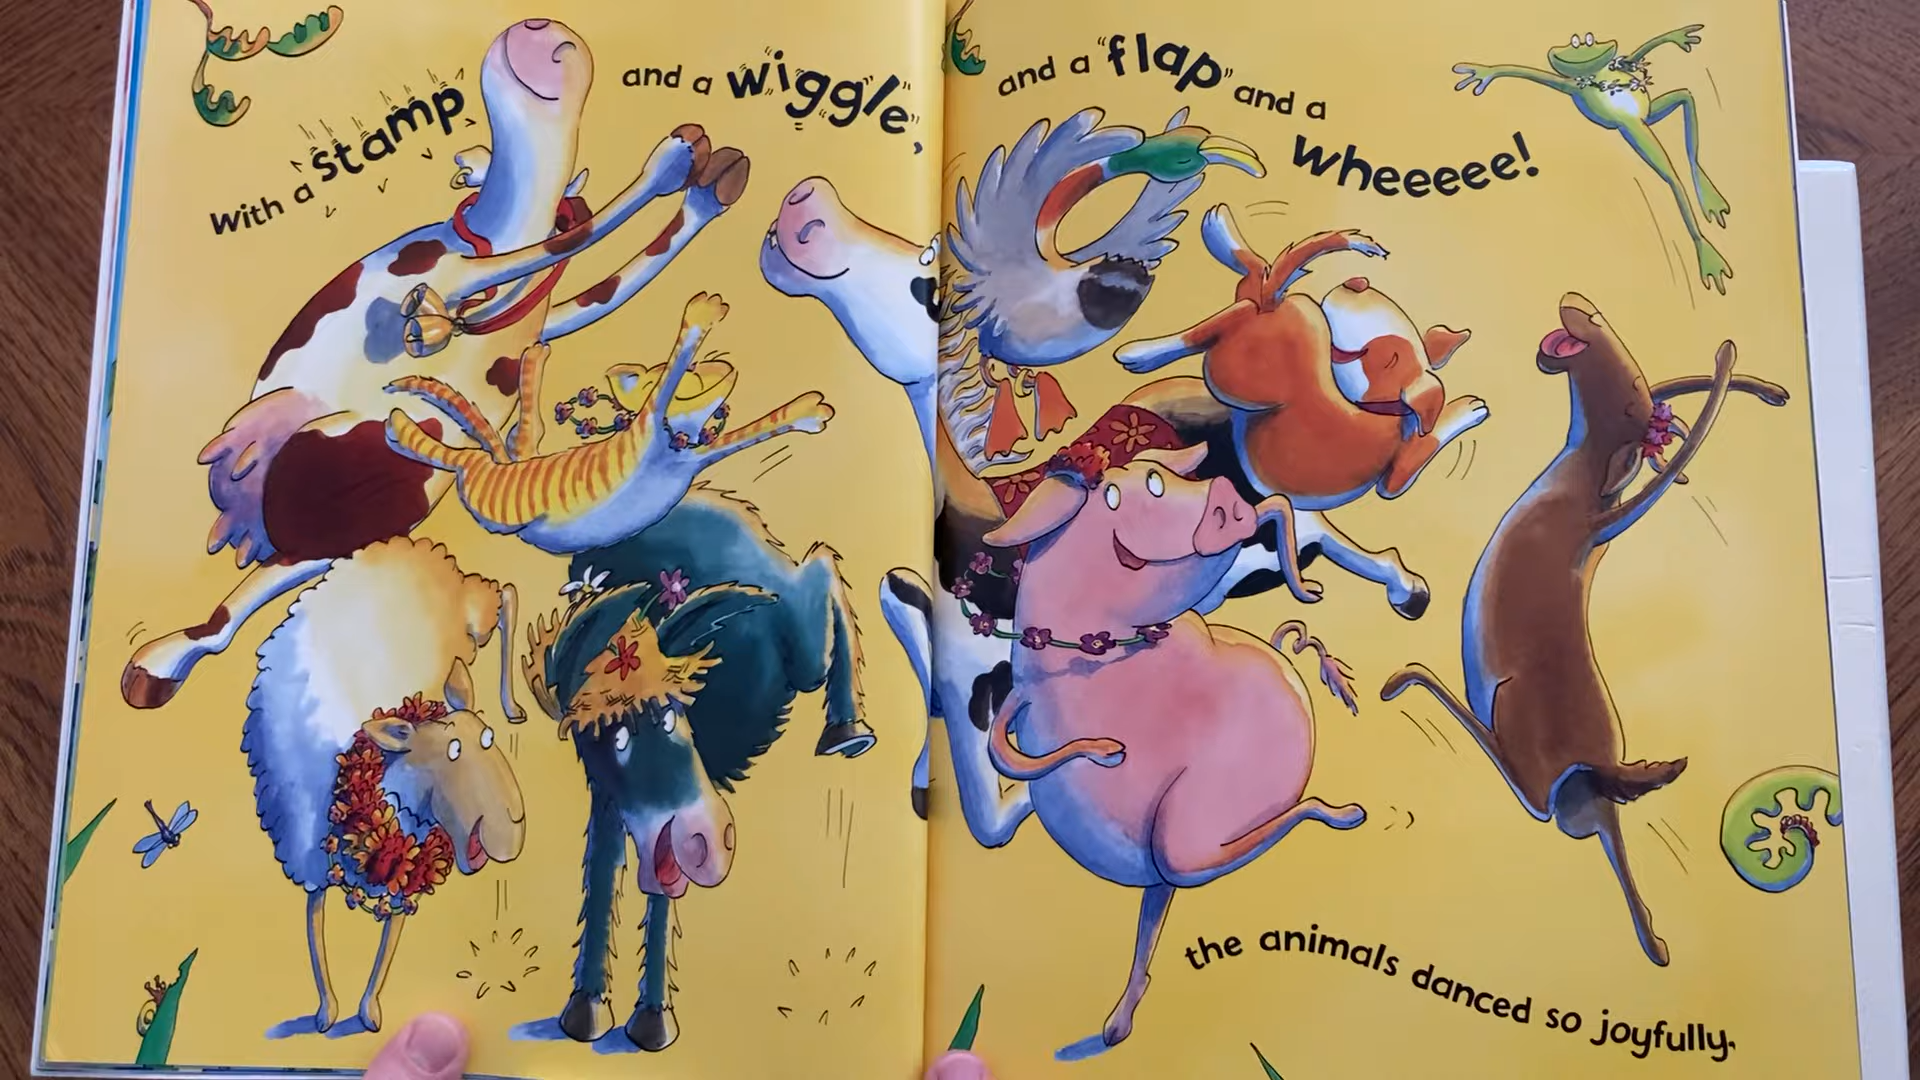 With a stamp
and a wiggle,
and a "flap" and a
wheeeee!
the animals danced so joyfully.